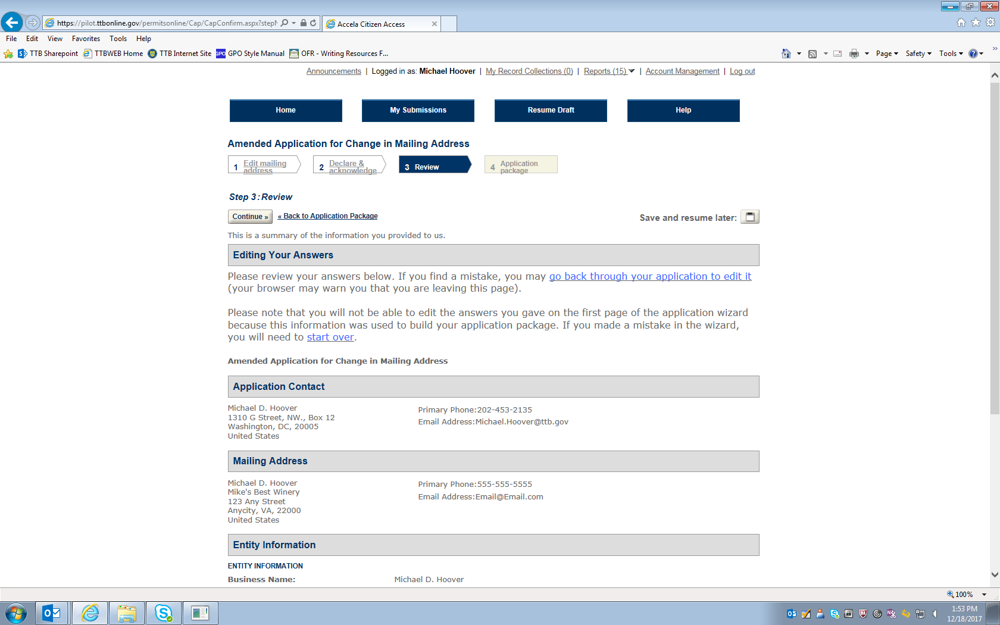 https://pilot.ttbonline.gov/permitsonline/Cap/CapConfirm.aspx?stepN
Accela Citizen Access
File Edit View Favorites Tools Help
TTB Sharepoint TTBWEB Home TTB Internet Site GPO GPO Style Manual OFR - Writing Resources F... Page Safety Tools
Announcements | Logged in as: Michael Hoover | My Record Collections (0) | Reports (15) | Account Management | Log out
Home My Submissions Resume Draft Help
Amended Application for Change in Mailing Address
1 Edit mailing address
2 Declare & acknowledge
3 Review
4 Application package
Step 3: Review
Continue » « Back to Application Package Save and resume later:
This is a summary of the information you provided to us.
Editing Your Answers
Please review your answers below. If you find a mistake, you may go back through your application to edit it
(your browser may warn you that you are leaving this page).
Please note that you will not be able to edit the answers you gave on the first page of the application wizard
because this information was used to build your application package. If you made a mistake in the wizard,
you will need to start over.
Amended Application for Change in Mailing Address
Application Contact
Michael D. Hoover
1310 G Street, NW., Box 12
Washington, DC, 20005
United States
Primary Phone:202-453-2135
Email Address:Michael.Hoover@ttb.gov
Mailing Address
Michael D. Hoover
Mike's Best Winery
123 Any Street
Anycity, VA, 22000
United States
Primary Phone:555-555-5555
Email Address:Email@Email.com
Entity Information
ENTITY INFORMATION
Business Name: Michael D. Hoover
100%
1:53 PM
12/18/2017